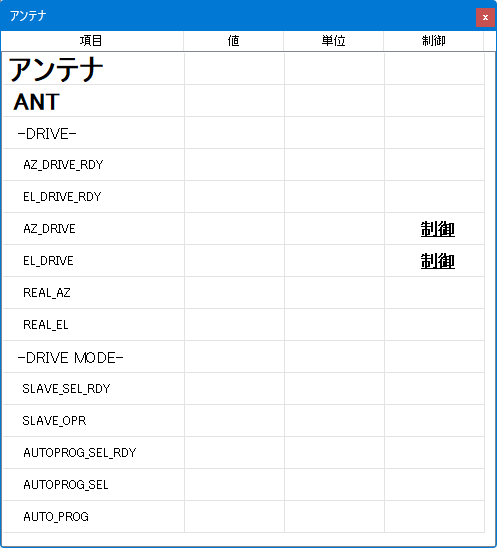 アンテナ
x
項目 値 単位 制御
アンテナ
ANT
-DRIVE-
AZ_DRIVE_RDY
EL_DRIVE_RDY
AZ_DRIVE 制御
EL_DRIVE 制御
REAL_AZ
REAL_EL
-DRIVE MODE-
SLAVE_SEL_RDY
SLAVE_OPR
AUTOPROG_SEL_RDY
AUTOPROG_SEL
AUTO_PROG